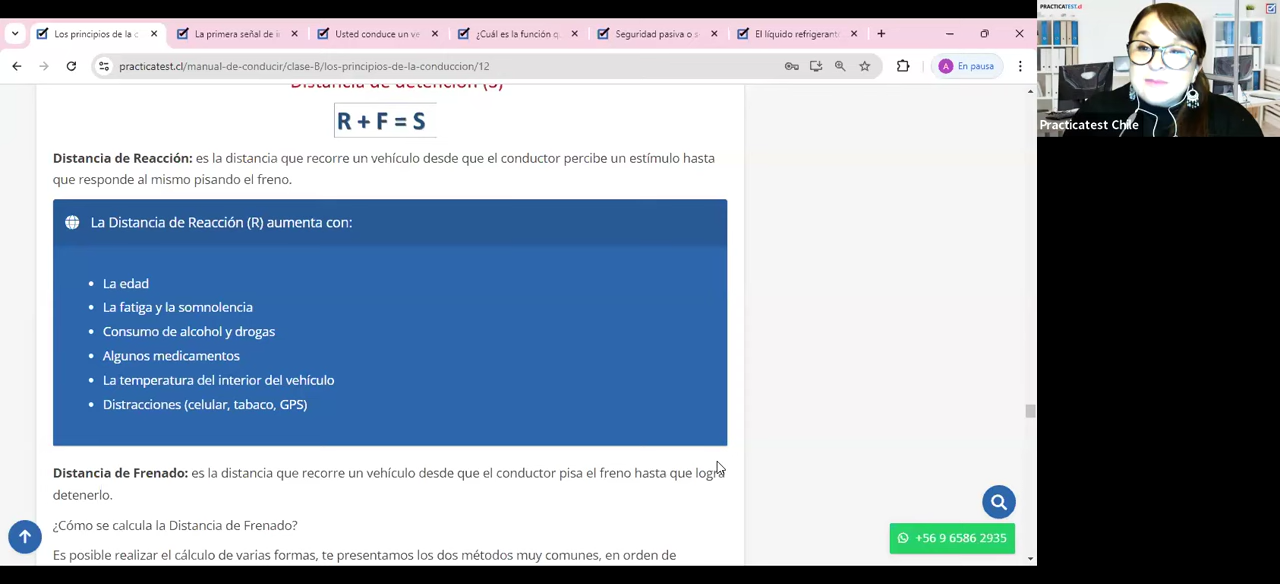 Los principios de la c
La primera señal de i
Usted conduce un ve
¿Cuál es la función q
Seguridad pasiva o s
El líquido refrigerant
practicatest.cl/manual-de-conducir/clase-B/los-principios-de-la-conduccion/12
A En pausa
PRACTICATEST.cl
Practicatest Chile
Distancia de detención (S)
R + F = S
Distancia de Reacción: es la distancia que recorre un vehículo desde que el conductor percibe un estímulo hasta
que responde al mismo pisando el freno.
La Distancia de Reacción (R) aumenta con:
• La edad
• La fatiga y la somnolencia
• Consumo de alcohol y drogas
• Algunos medicamentos
• La temperatura del interior del vehículo
• Distracciones (celular, tabaco, GPS)
Distancia de Frenado: es la distancia que recorre un vehículo desde que el conductor pisa el freno hasta que logra
detenerlo.
¿Cómo se calcula la Distancia de Frenado?
Es posible realizar el cálculo de varias formas, te presentamos los dos métodos muy comunes, en orden de
+56 9 6586 2935